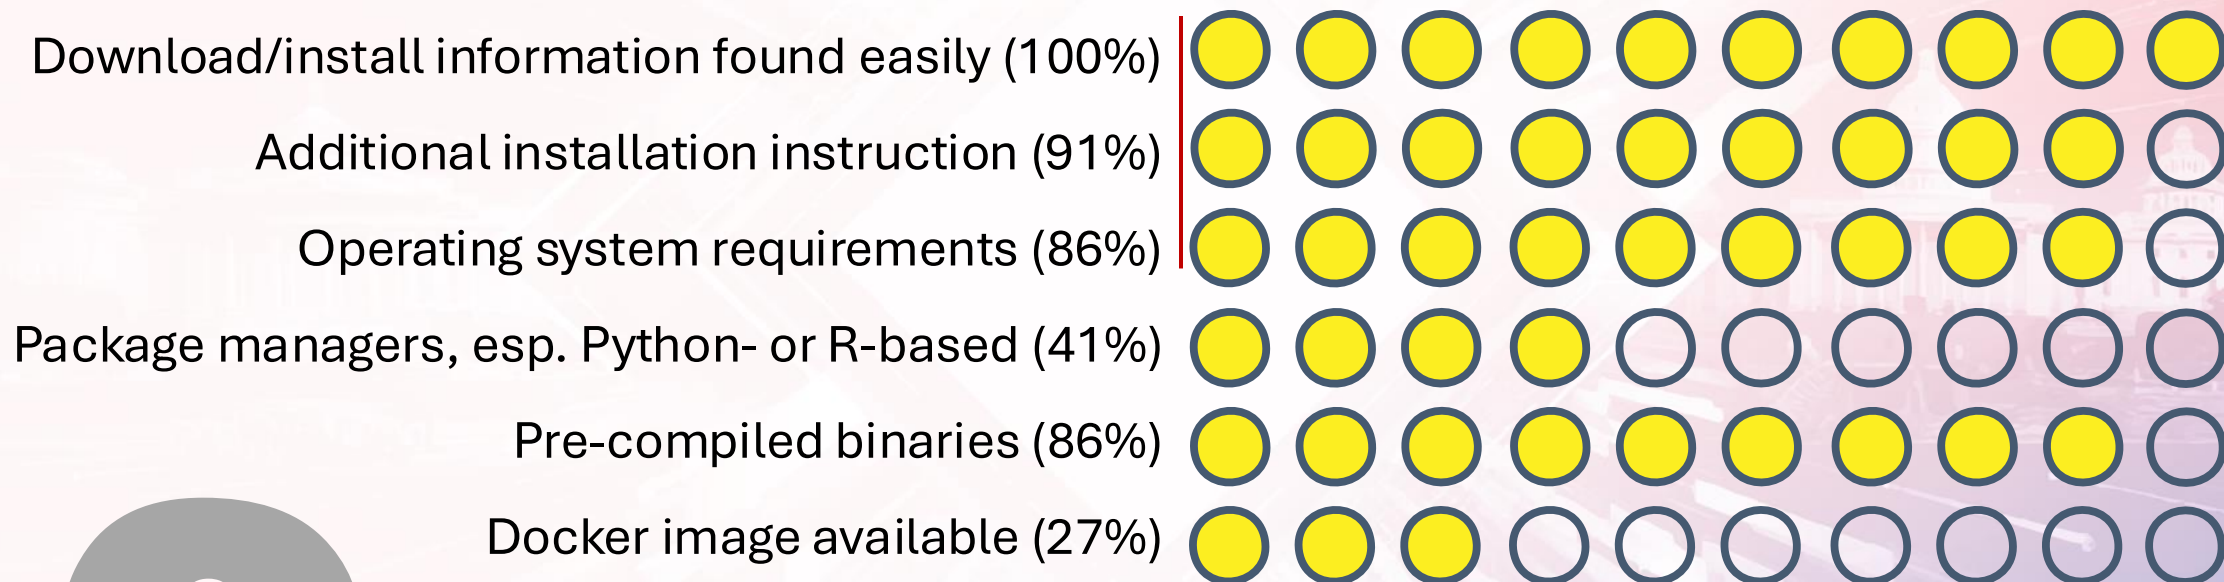 Download/install information found easily (100%)
Additional installation instruction (91%)
Operating system requirements (86%)
Package managers, esp. Python- or R-based (41%)
Pre-compiled binaries (86%)
Docker image available (27%)